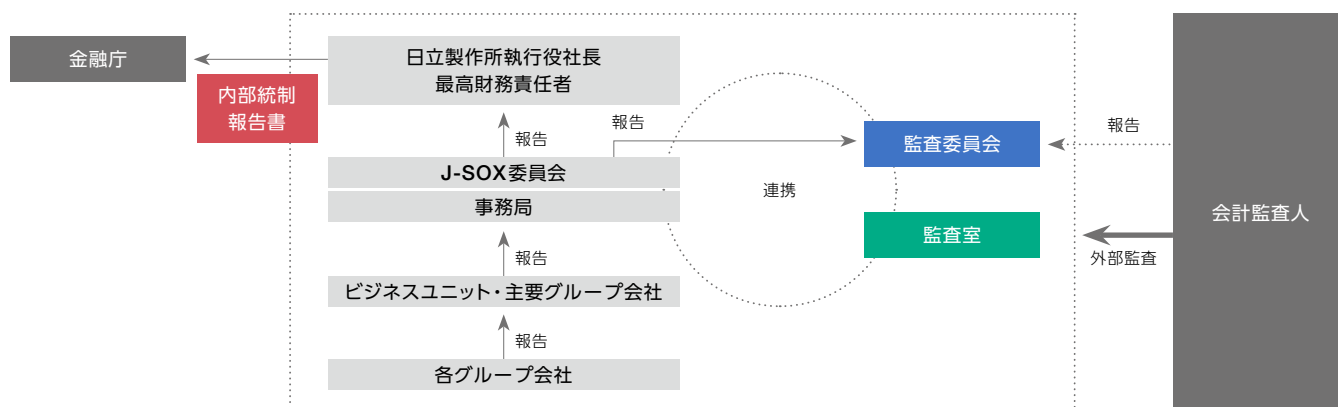 金融庁
内部統制
報告書
日立製作所執行役社長
最高財務責任者
報告
報告
J-SOX委員会
事務局
報告
ビジネスユニット・主要グループ会社
報告
各グループ会社
連携
監査委員会
監査室
報告
外部監査
会計監査人